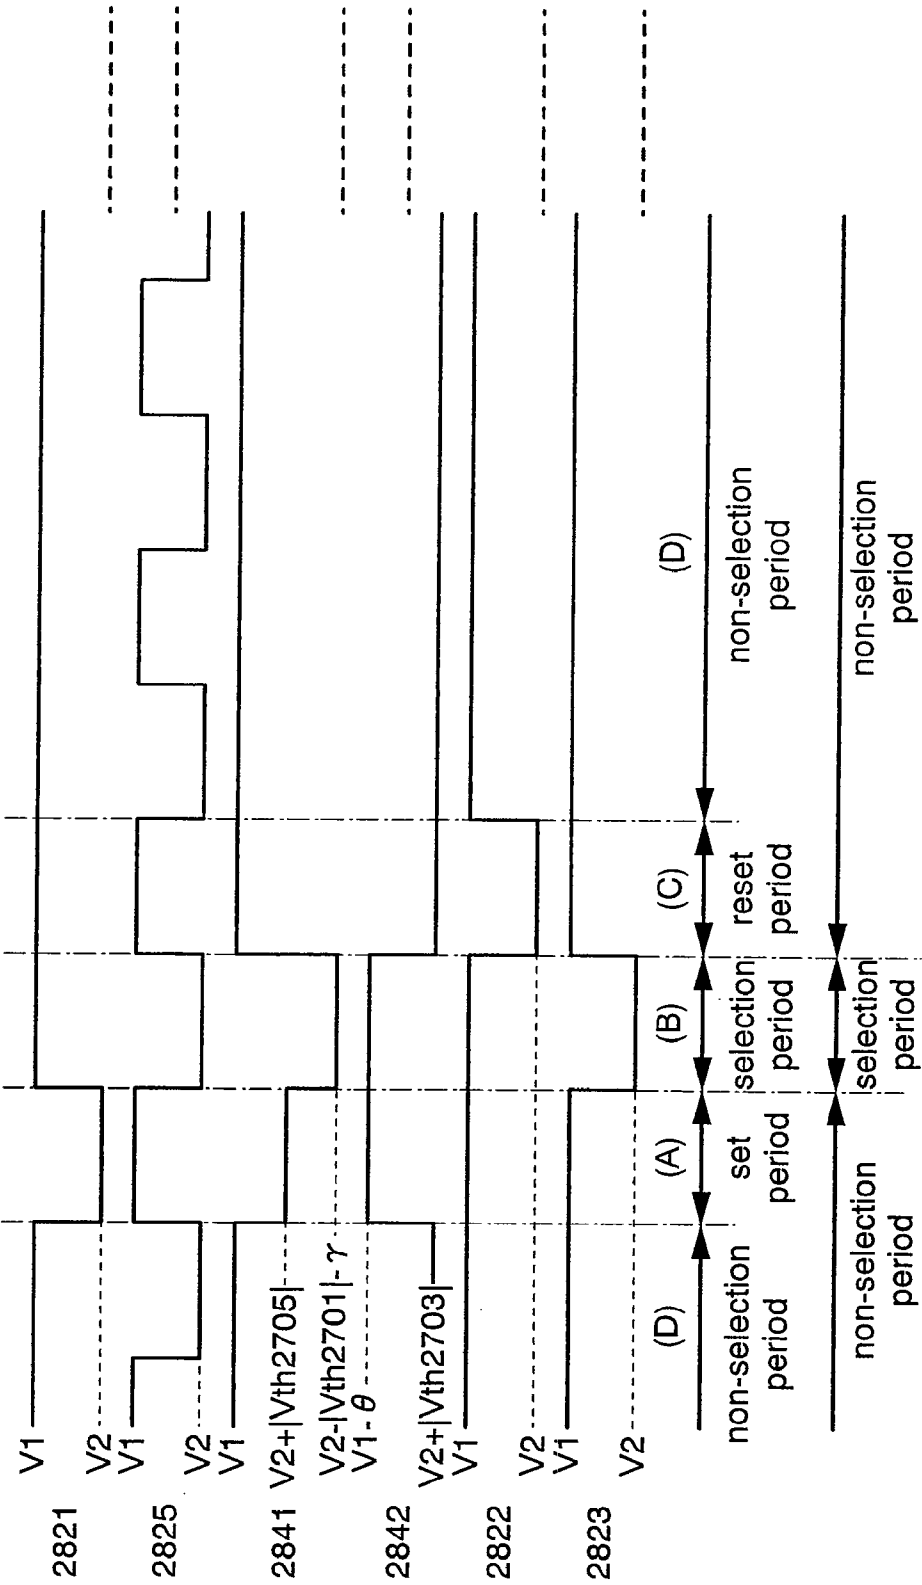 2821
V1
V2
2825
V1
V2
2841
V1
V2+|Vth2705|
V2-|Vth2701|-γ
2842
V1-θ
V2+|Vth2703|
2822
V1
V2
2823
V1
V2
(D)
(A)
(B)
(C)
(D)
non-selection
period
set
period
selection
period
reset
period
non-selection
period
non-selection
period
selection
period
non-selection
period